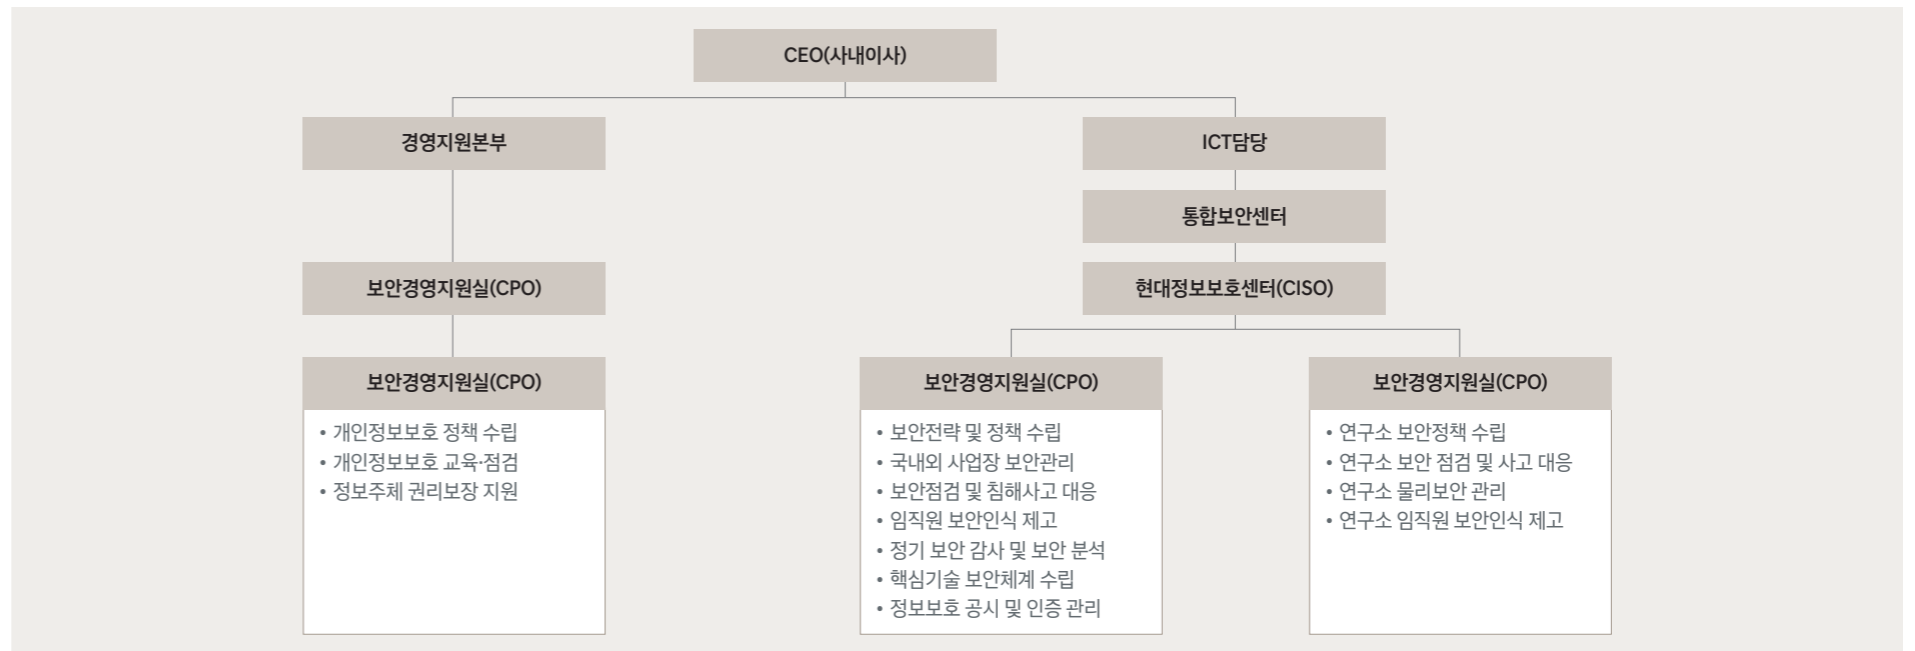 CEO(사내이사)
경영지원본부
ICT담당
통합보안센터
보안경영지원실(CPO)
현대정보보호센터(CISO)
보안경영지원실(CPO)
• 개인정보보호 정책 수립
• 개인정보보호 교육·점검
• 정보주체 권리보장 지원
보안경영지원실(CPO)
• 보안전략 및 정책 수립
• 국내외 사업장 보안관리
• 보안점검 및 침해사고 대응
• 임직원 보안인식 제고
• 정기 보안 감사 및 보안 분석
• 핵심기술 보안체계 수립
• 정보보호 공시 및 인증 관리
보안경영지원실(CPO)
• 연구소 보안정책 수립
• 연구소 보안 점검 및 사고 대응
• 연구소 물리보안 관리
• 연구소 임직원 보안인식 제고